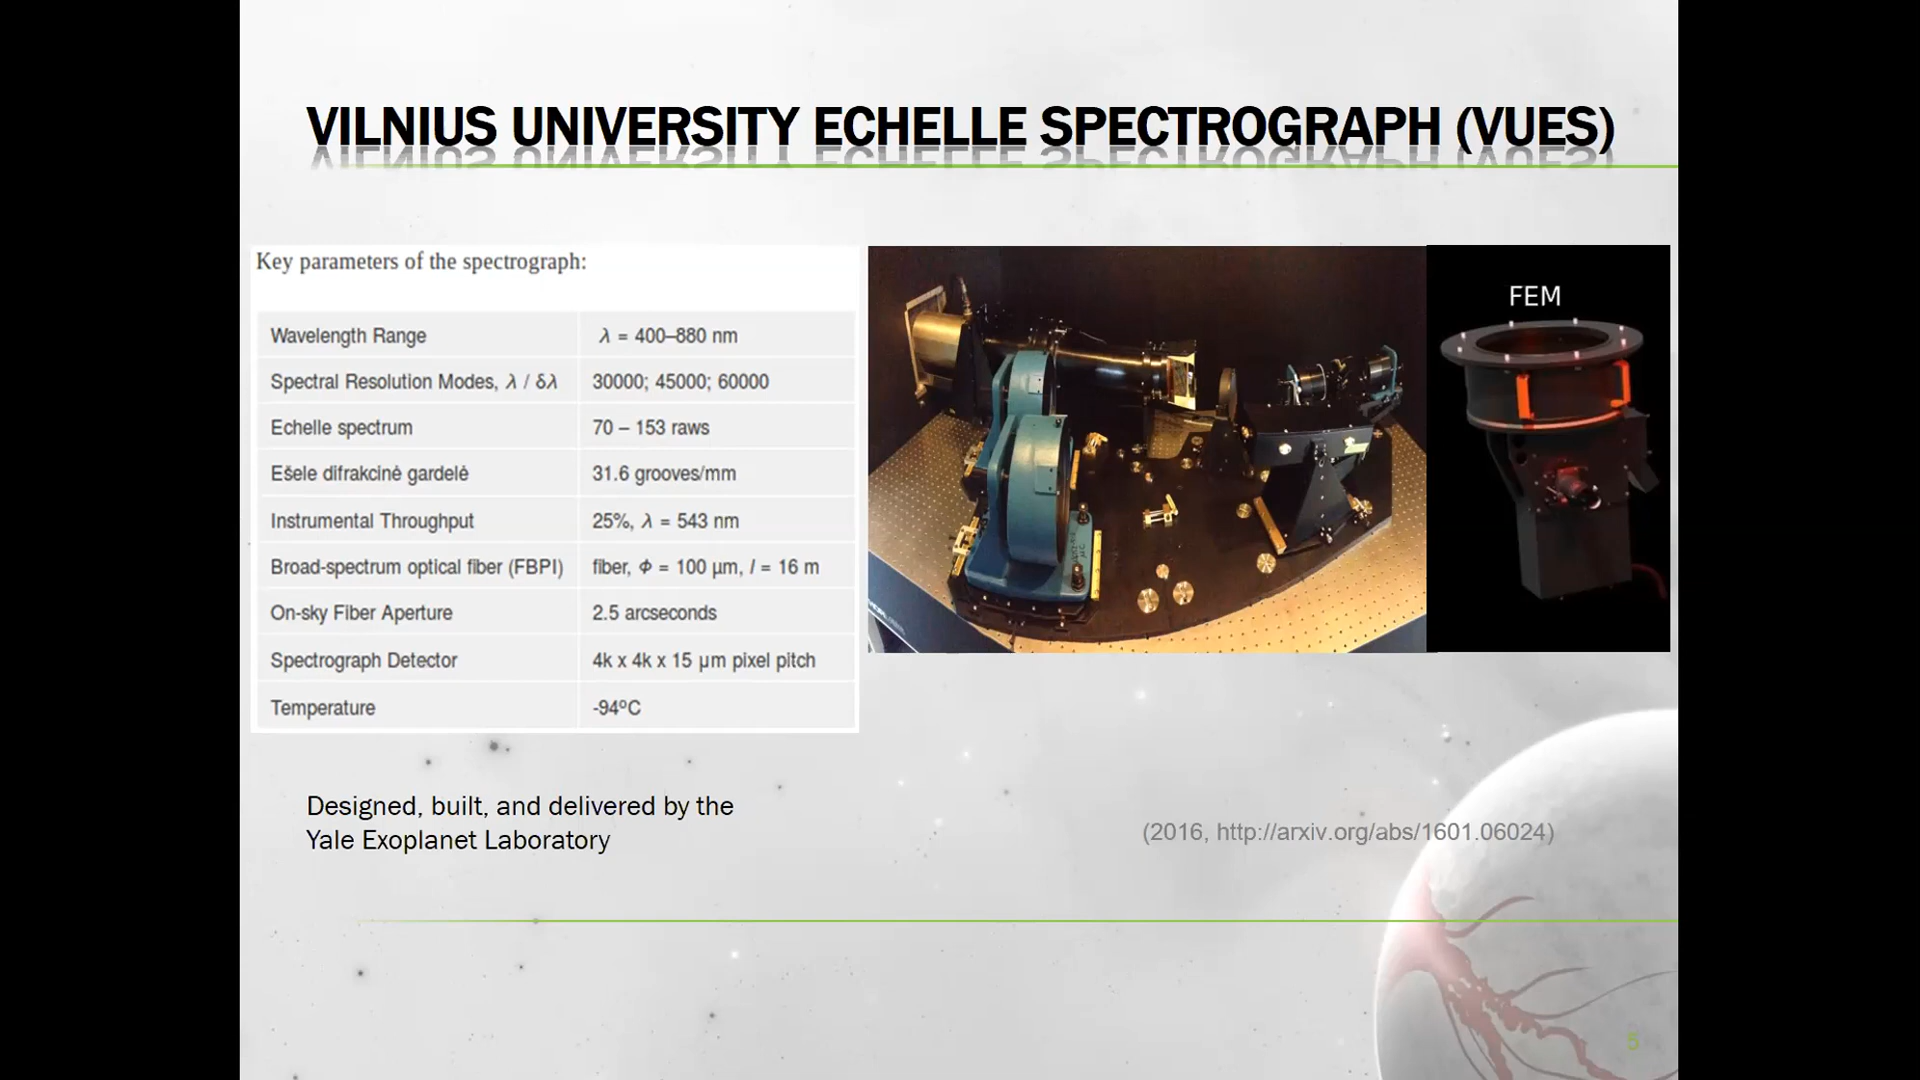 VILNIUS UNIVERSITY ECHELLE SPECTROGRAPH (VUES)
Key parameters of the spectrograph:
Wavelength Range λ = 400–880 nm
Spectral Resolution Modes, λ / δλ 30000; 45000; 60000
Echelle spectrum 70 – 153 raws
Ešele difrakcinė gardelė 31.6 grooves/mm
Instrumental Throughput 25%, λ = 543 nm
Broad-spectrum optical fiber (FBPI) fiber, Φ = 100 µm, l = 16 m
On-sky Fiber Aperture 2.5 arcseconds
Spectrograph Detector 4k x 4k x 15 µm pixel pitch
Temperature -94ºC
FEM
Designed, built, and delivered by the
Yale Exoplanet Laboratory
(2016, http://arxiv.org/abs/1601.06024)
5